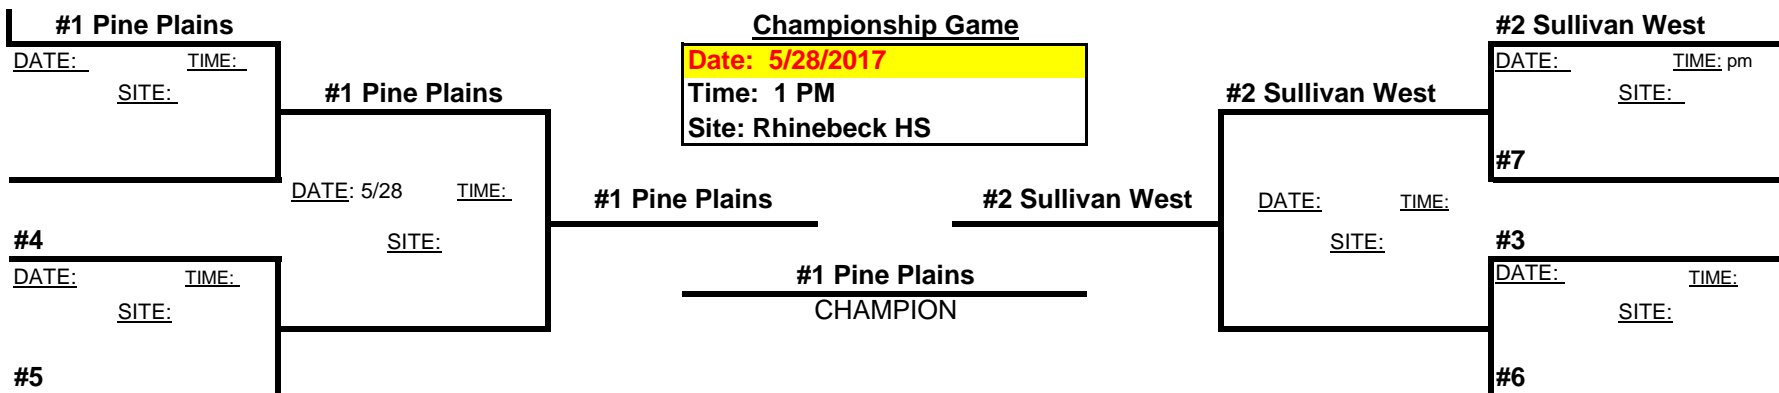 #1 Pine Plains
Championship Game
#2 Sullivan West
DATE: TIME:
Date: 5/28/2017
DATE: TIME: pm
SITE:
#1 Pine Plains
Time: 1 PM
#2 Sullivan West
SITE:
Site: Rhinebeck HS
#7
DATE: 5/28 TIME:
#1 Pine Plains
#2 Sullivan West
DATE: TIME:
#4
SITE:
SITE:
#3
DATE: TIME:
#1 Pine Plains
DATE: TIME:
SITE:
CHAMPION
SITE:
#5
#6